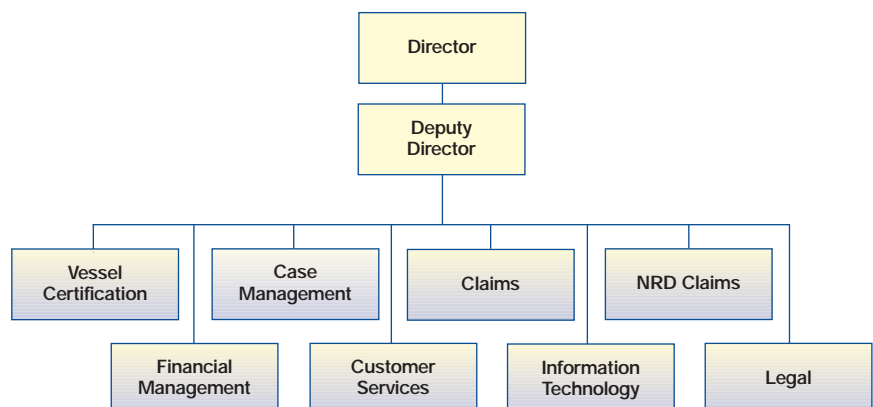 Director
Deputy
Director
Vessel
Certification
Case
Management
Claims
NRD Claims
Financial
Management
Customer
Services
Information
Technology
Legal